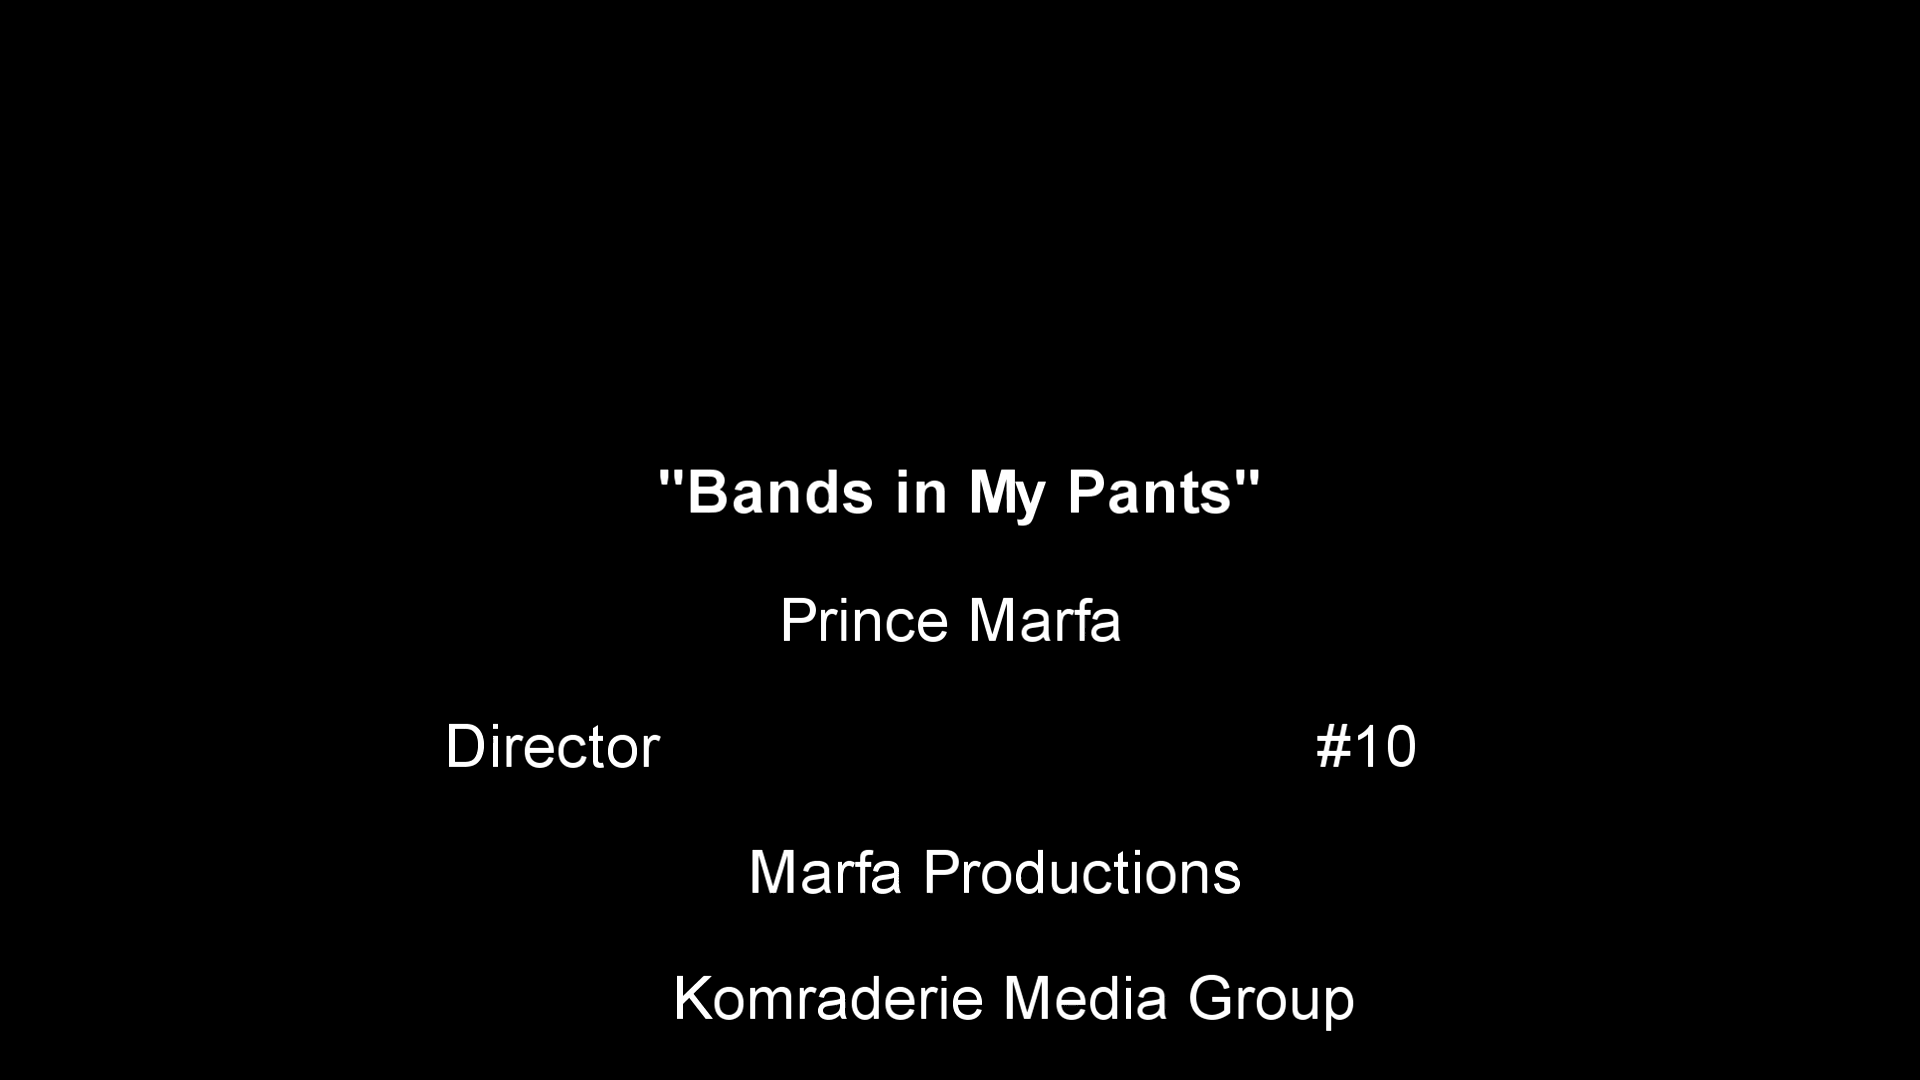 "Bands in My Pants"
Prince Marfa
Director #10
Marfa Productions
Komraderie Media Group